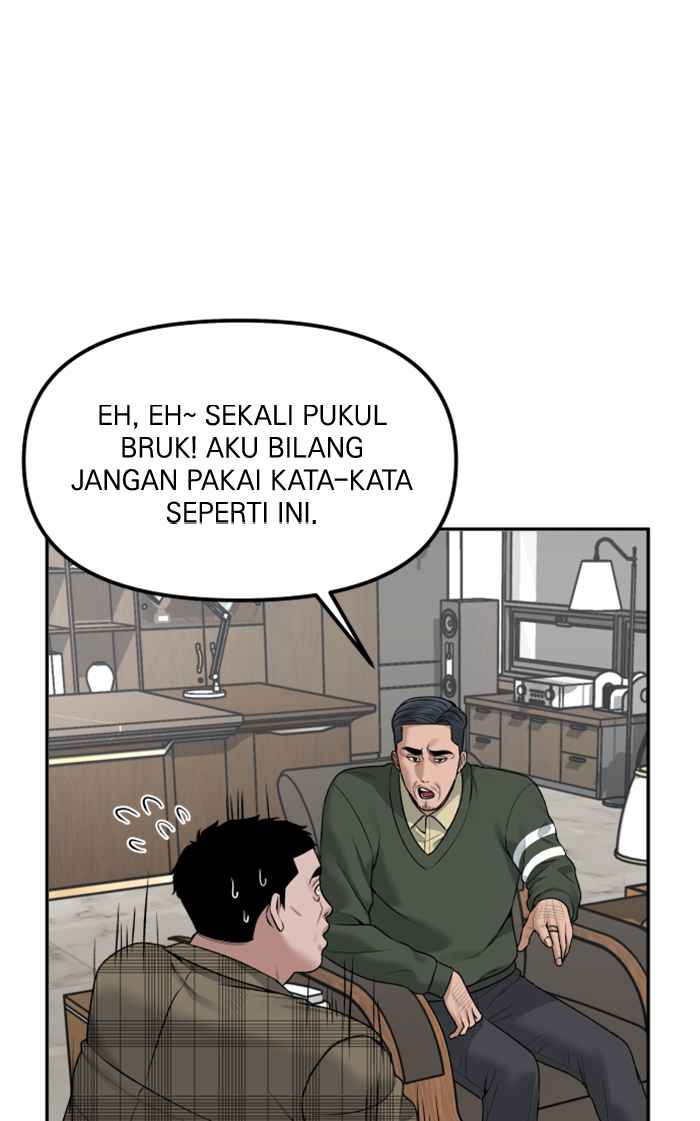 EH, EH~ SEKALI PUKUL
BRUK! AKU BILANG
JANGAN PAKAI KATA-KATA
SEPERTI INI.